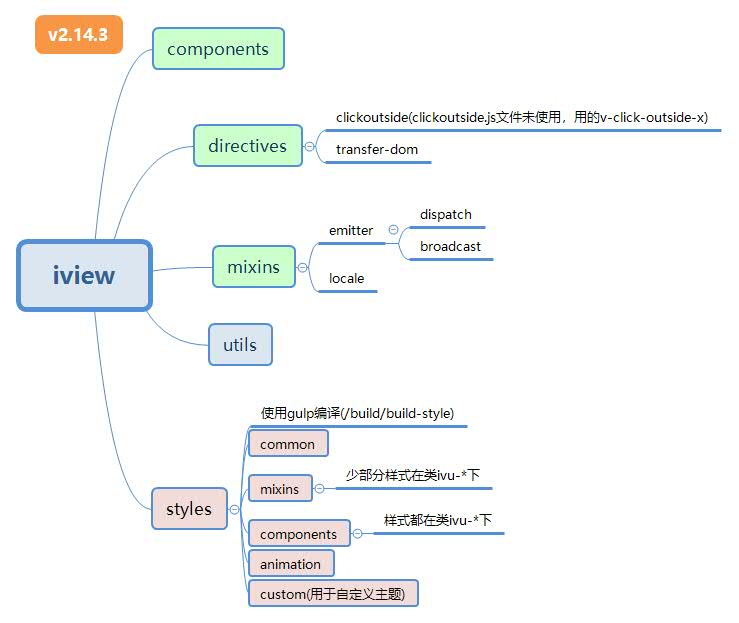 v2.14.3
components
clickoutside(clickoutside.js文件未使用，用的v-click-outside-x)
directives
transfer-dom
dispatch
emitter
broadcast
iview
mixins
locale
utils
使用gulp编译(/build/build-style)
common
少部分样式在类ivu-*下
mixins
styles
样式都在类ivu-*下
components
animation
custom(用于自定义主题)